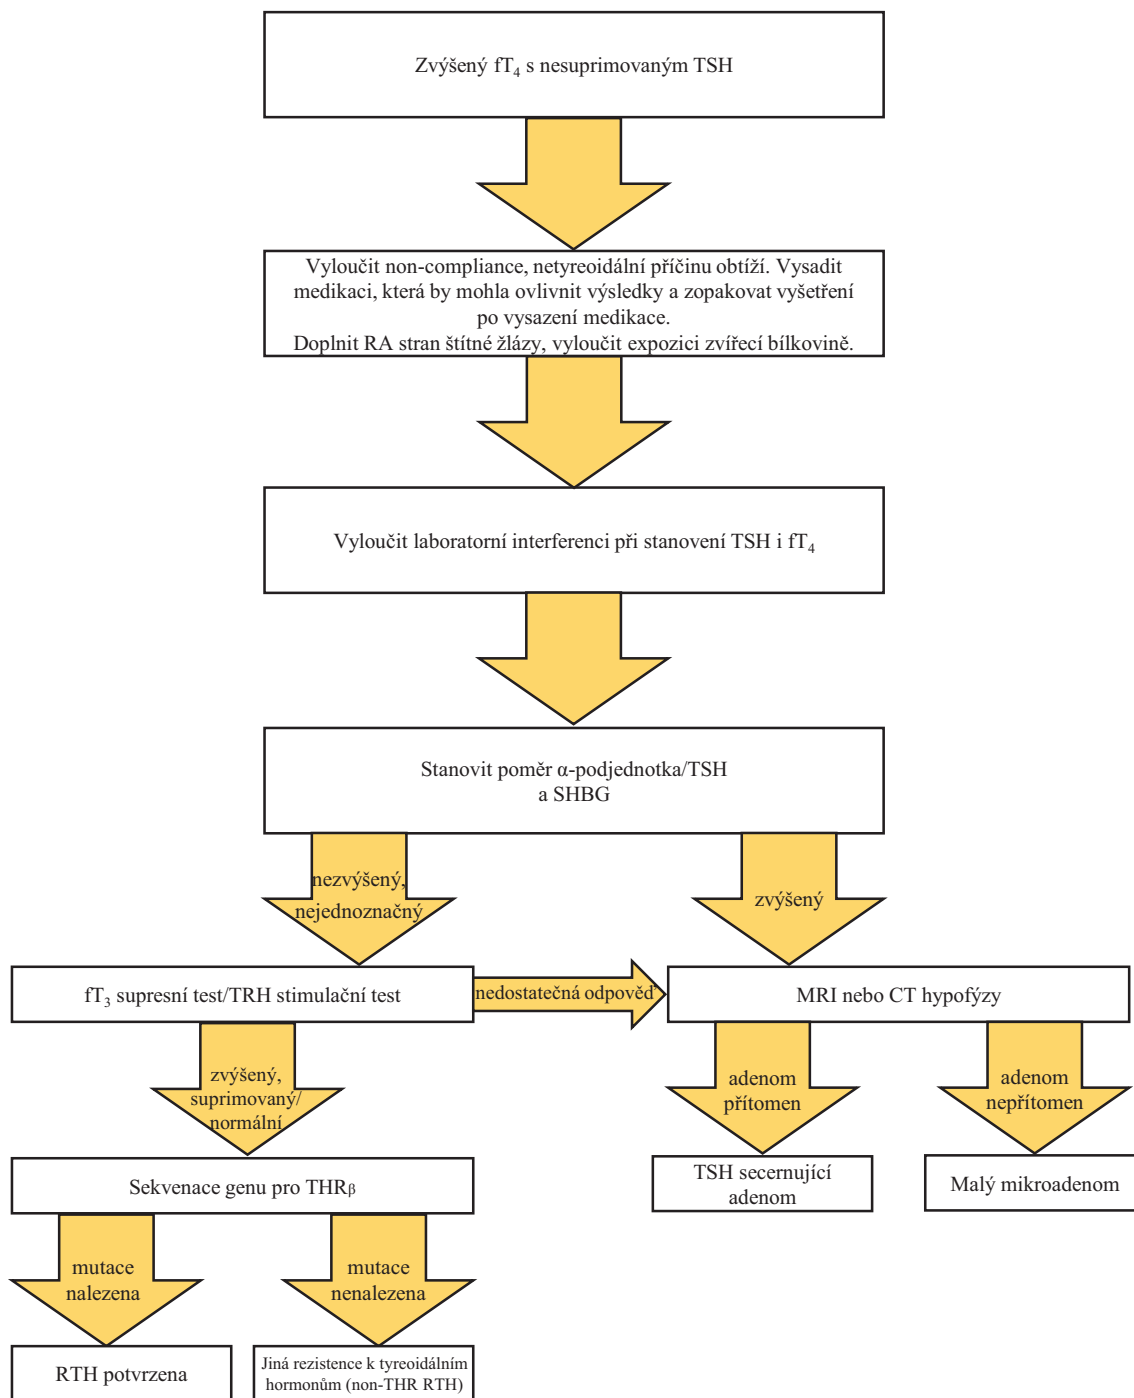 Zvýšený fT₄ s nesuprimovaným TSH
Vyloučit non-compliance, netyreoidální příčinu obtíží. Vysadit
medikaci, která by mohla ovlivnit výsledky a zopakovat vyšetření
po vysazení medikace.
Doplnit RA stran štítné žlázy, vyloučit expozici zvířecí bílkovině.
Vyloučit laboratorní interferenci při stanovení TSH i fT₄
Stanovit poměr α-podjednotka/TSH
a SHBG
nezvýšený,
nejednoznačný
zvýšený
fT₃ supresní test/TRH stimulační test
nedostatečná odpověď
MRI nebo CT hypofýzy
zvýšený,
suprimovaný/
normální
adenom
přítomen
adenom
nepřítomen
Sekvenace genu pro THRβ
TSH secernující
adenom
Malý mikroadenom
mutace
nalezena
mutace
nenalezena
RTH potvrzena
Jiná rezistence k tyreoidálním
hormonům (non-THR RTH)